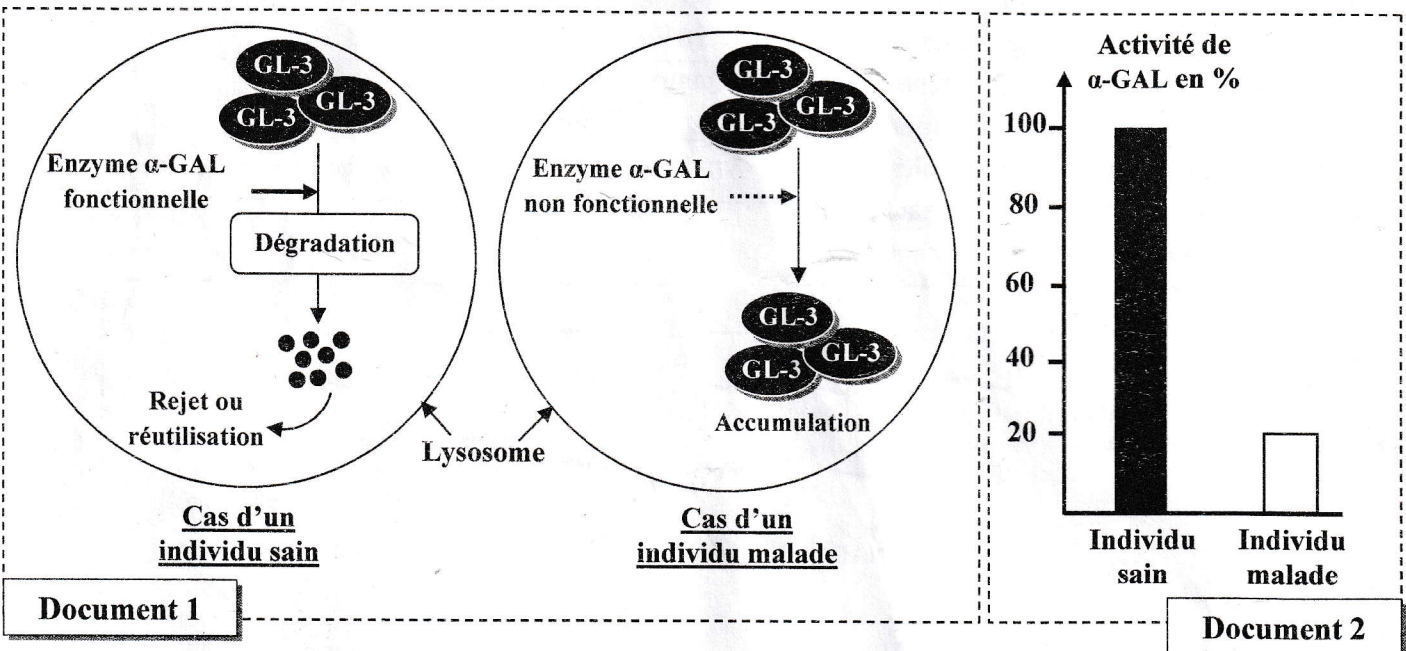 GL-3
GL-3
GL-3
Enzyme α-GAL
fonctionnelle
Dégradation
Rejet ou
réutilisation
Lysosome
Cas d'un
individu sain
GL-3
GL-3
GL-3
Enzyme α-GAL
non fonctionnelle
GL-3
GL-3
GL-3
Accumulation
Cas d'un
individu malade
Document 1
Activité de
α-GAL en %
100
80
60
40
20
Individu
sain
Individu
malade
Document 2